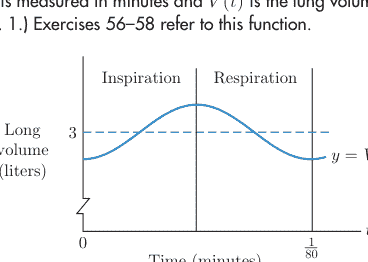 is measured in minutes and V(t) is the lung volume
. 1.) Exercises 56–58 refer to this function.
Inspiration
Respiration
Long
volume
(liters)
3
y =
0
1/80
Time (minutes)